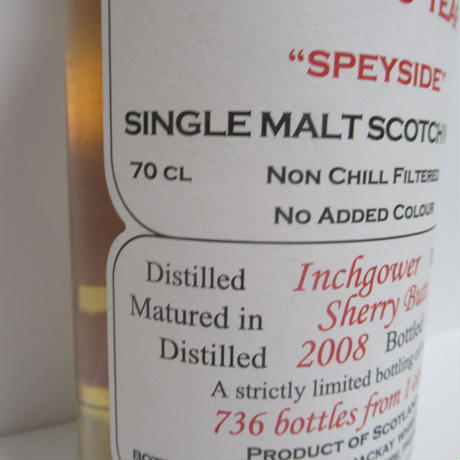 "SPEYSIDE"
SINGLE MALT SCOTCH
70 CL NON CHILL FILTERED
NO ADDED COLOUR
Distilled Inchgower
Matured in Sherry Butt
Distilled 2008 Bottled
A strictly limited bottling of
736 bottles from 1
PRODUCT OF SCOTLAND